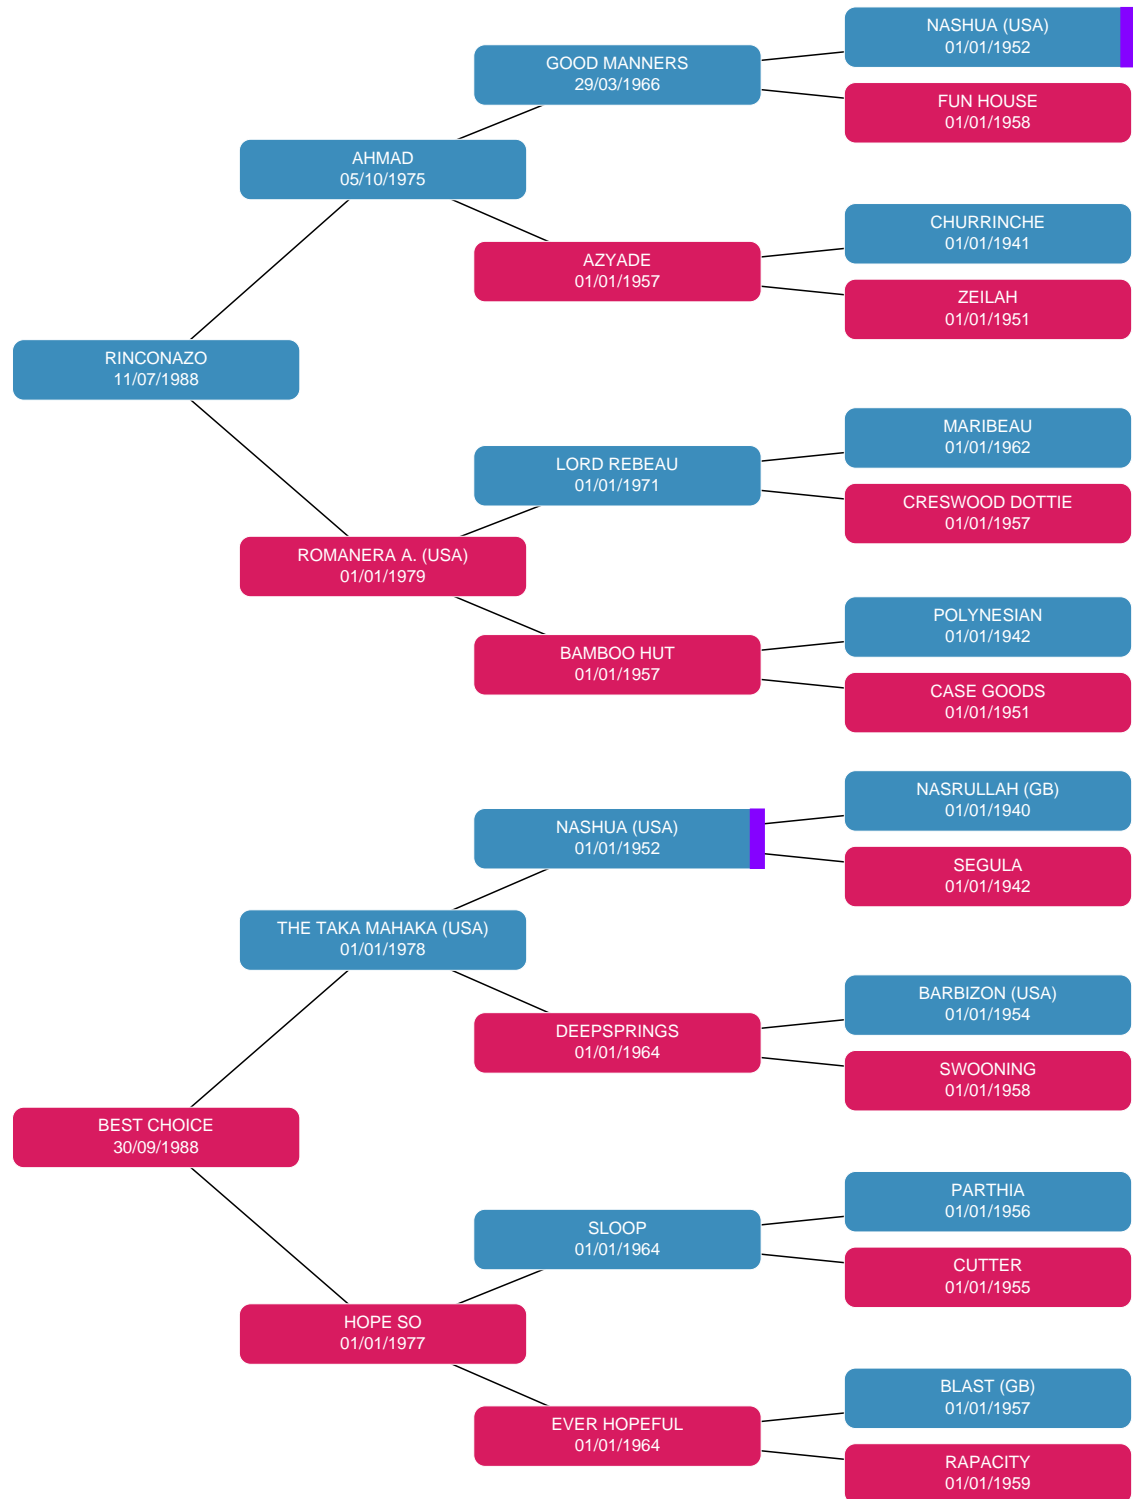 NASHUA (USA)
01/01/1952
GOOD MANNERS
29/03/1966
FUN HOUSE
01/01/1958
AHMAD
05/10/1975
CHURRINCHE
01/01/1941
AZYADE
01/01/1957
ZEILAH
01/01/1951
RINCONAZO
11/07/1988
MARIBEAU
01/01/1962
LORD REBEAU
01/01/1971
CRESWOOD DOTTIE
01/01/1957
ROMANERA A. (USA)
01/01/1979
POLYNESIAN
01/01/1942
BAMBOO HUT
01/01/1957
CASE GOODS
01/01/1951
NASRULLAH (GB)
01/01/1940
NASHUA (USA)
01/01/1952
SEGULA
01/01/1942
THE TAKA MAHAKA (USA)
01/01/1978
BARBIZON (USA)
01/01/1954
DEEPSPRINGS
01/01/1964
SWOONING
01/01/1958
BEST CHOICE
30/09/1988
PARTHIA
01/01/1956
SLOOP
01/01/1964
CUTTER
01/01/1955
HOPE SO
01/01/1977
BLAST (GB)
01/01/1957
EVER HOPEFUL
01/01/1964
RAPACITY
01/01/1959